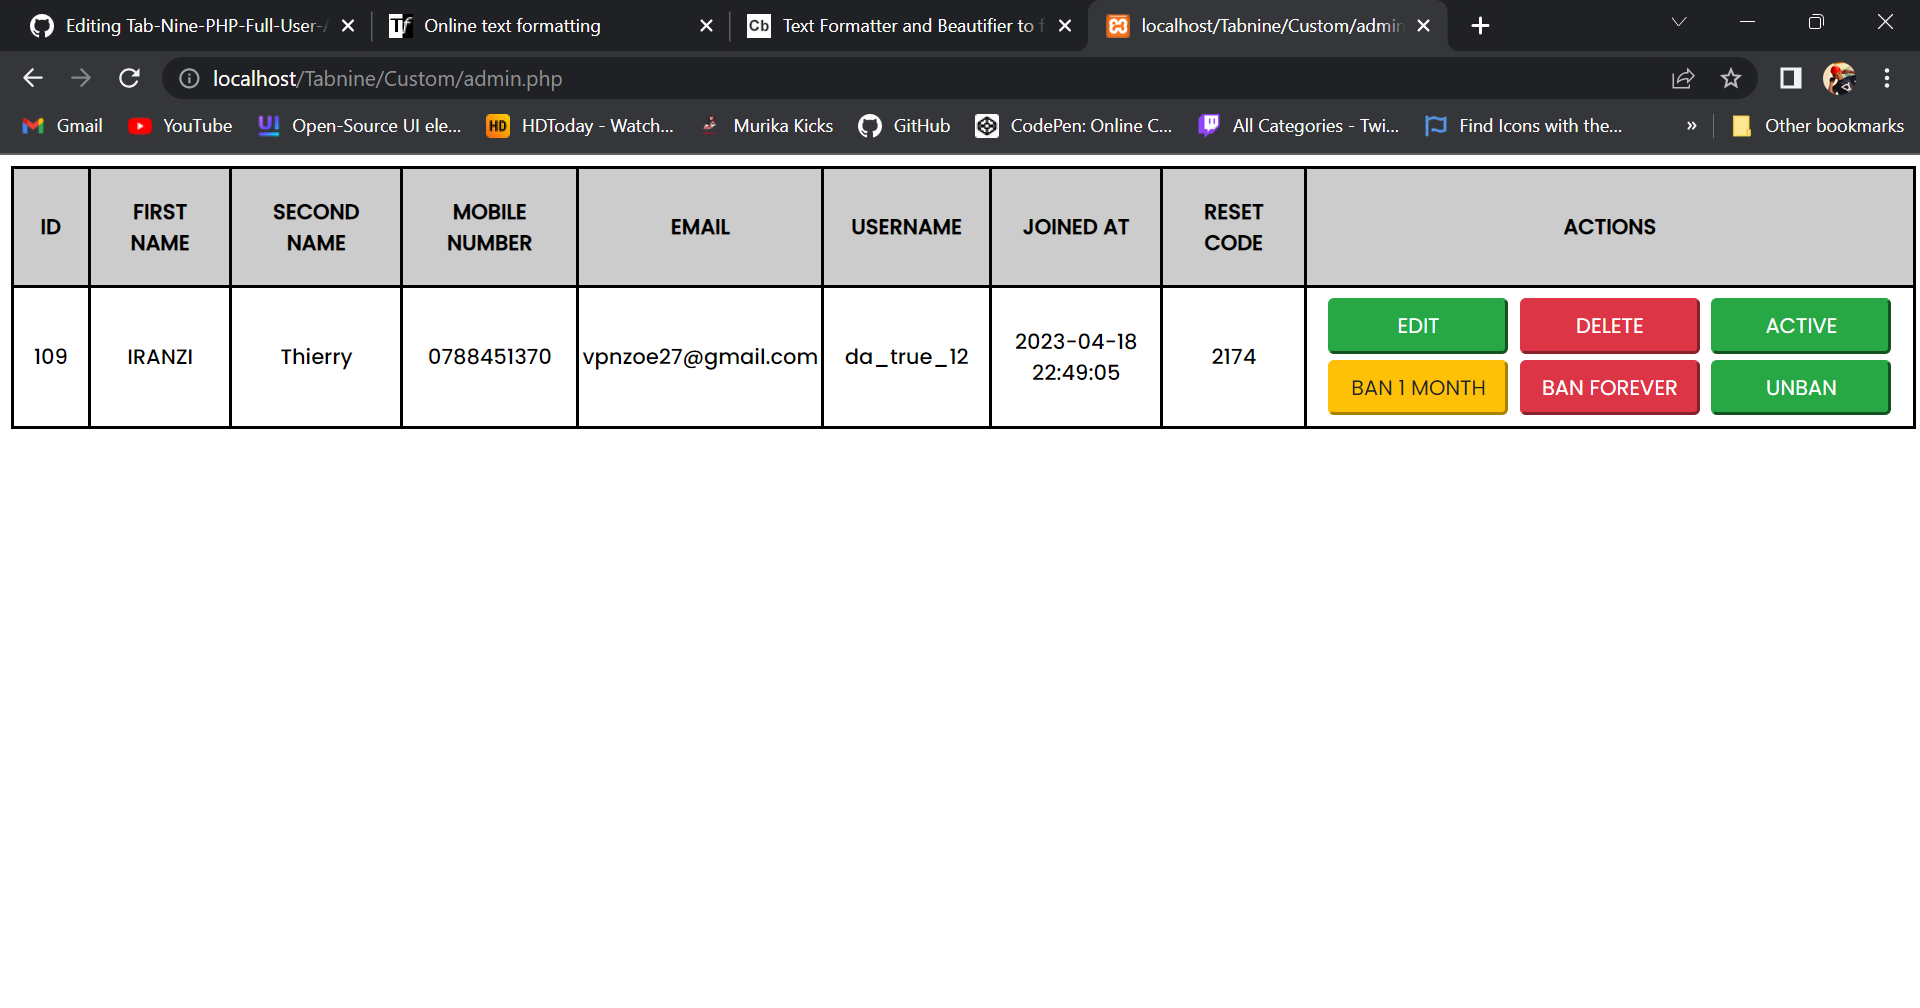 Editing Tab-Nine-PHP-Full-User-
Online text formatting
Cb Text Formatter and Beautifier to f
localhost/Tabnine/Custom/admin
localhost/Tabnine/Custom/admin.php
Gmail
YouTube
Open-Source UI ele...
HD HDToday - Watch...
Murika Kicks
GitHub
CodePen: Online C...
All Categories - Twi...
Find Icons with the...
»
Other bookmarks
ID
FIRST
NAME
SECOND
NAME
MOBILE
NUMBER
EMAIL
USERNAME
JOINED AT
RESET
CODE
ACTIONS
109
IRANZI
Thierry
0788451370
vpnzoe27@gmail.com
da_true_12
2023-04-18
22:49:05
2174
EDIT
DELETE
ACTIVE
BAN 1 MONTH
BAN FOREVER
UNBAN